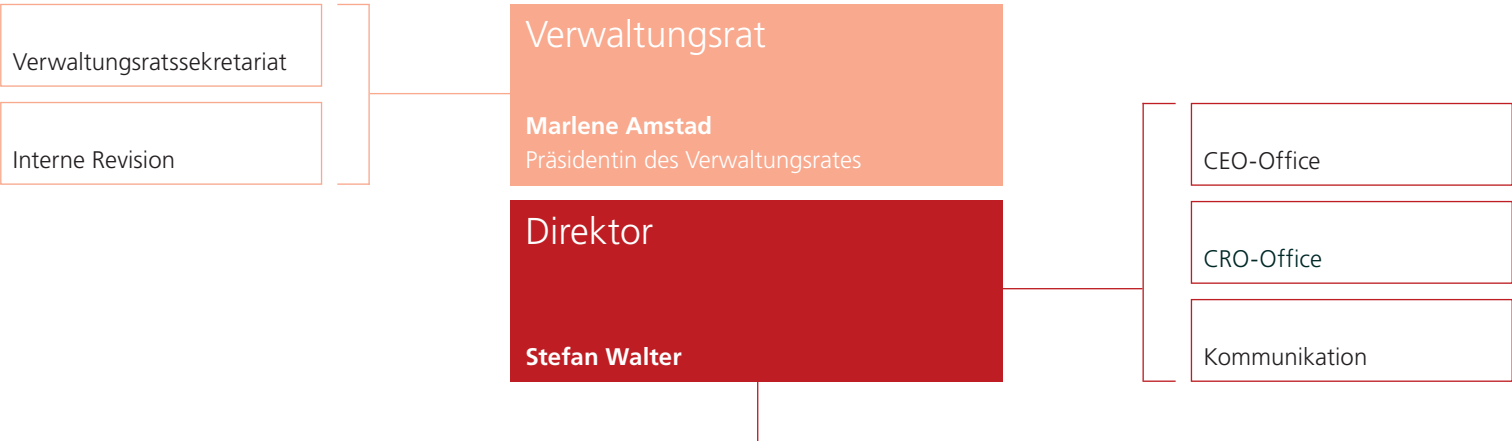 Verwaltungsratssekretariat
Interne Revision
Verwaltungsrat
Marlene Amstad
Präsidentin des Verwaltungsrates
Direktor
Stefan Walter
CEO-Office
CRO-Office
Kommunikation